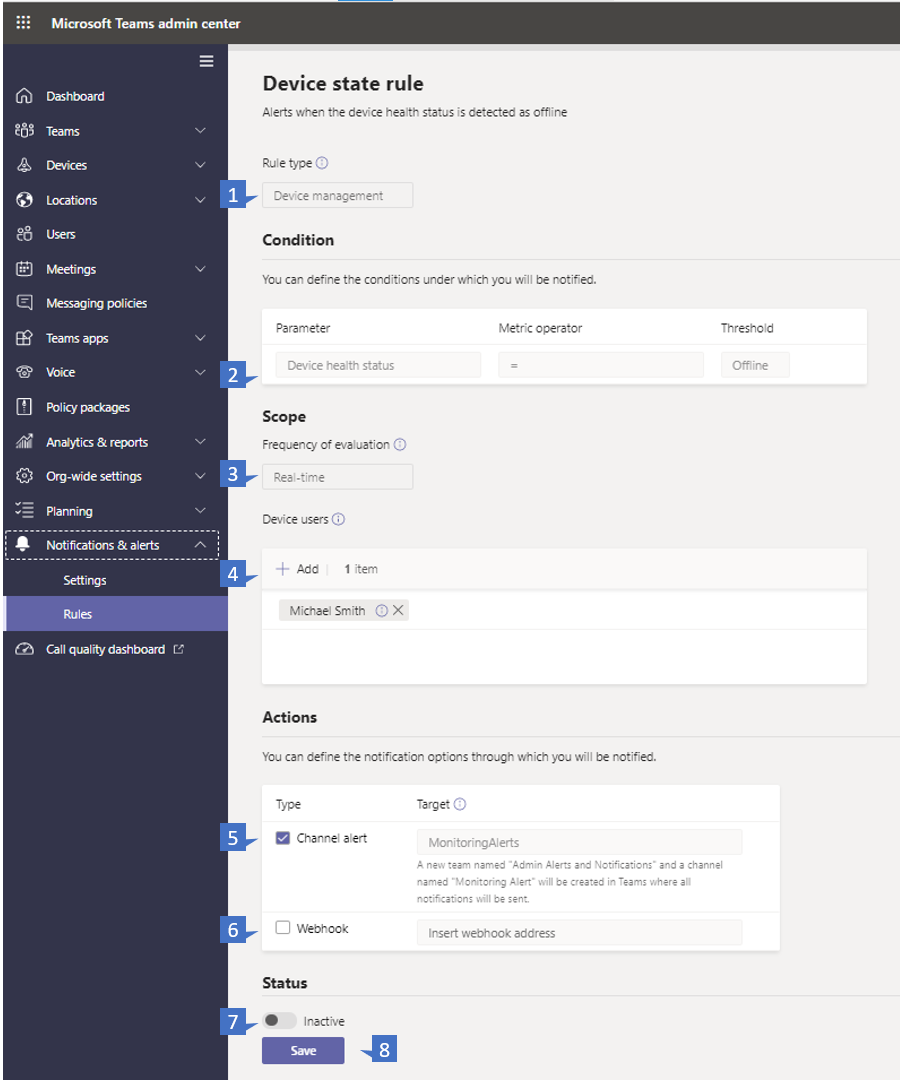 Microsoft Teams admin center
Dashboard
Teams
Devices
Locations
Users
Meetings
Messaging policies
Teams apps
Voice
Policy packages
Analytics & reports
Org-wide settings
Planning
Notifications & alerts
Settings
Rules
Call quality dashboard
Device state rule
Alerts when the device health status is detected as offline
Rule type
1
Device management
Condition
You can define the conditions under which you will be notified.
Parameter Metric operator Threshold
2
Device health status = Offline
Scope
Frequency of evaluation
3
Real-time
Device users
4
+ Add 1 item
Michael Smith
Actions
You can define the notification options through which you will be notified.
Type Target
5
Channel alert MonitoringAlerts
A new team named "Admin Alerts and Notifications" and a channel
named "Monitoring Alert" will be created in Teams where all
notifications will be sent.
6
Webhook Insert webhook address
Status
7
Inactive
Save
8